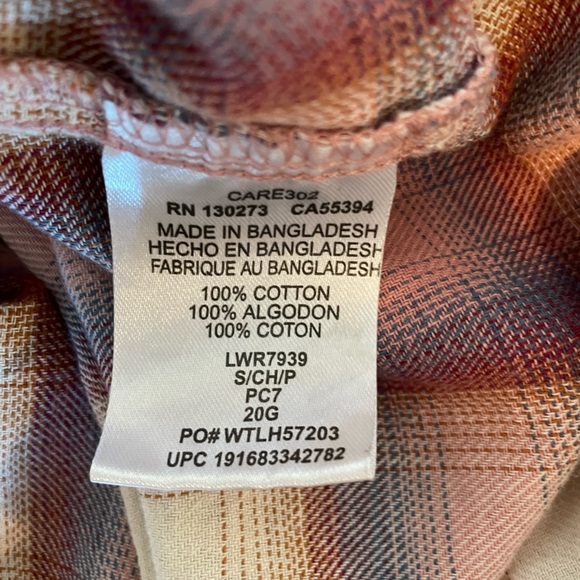 CARE302
RN 130273 CA55394
MADE IN BANGLADESH
HECHO EN BANGLADESH
FABRIQUE AU BANGLADESH
100% COTTON
100% ALGODON
100% COTON
LWR7939
S/CH/P
PC7
20G
PO# WTLH57203
UPC 191683342782